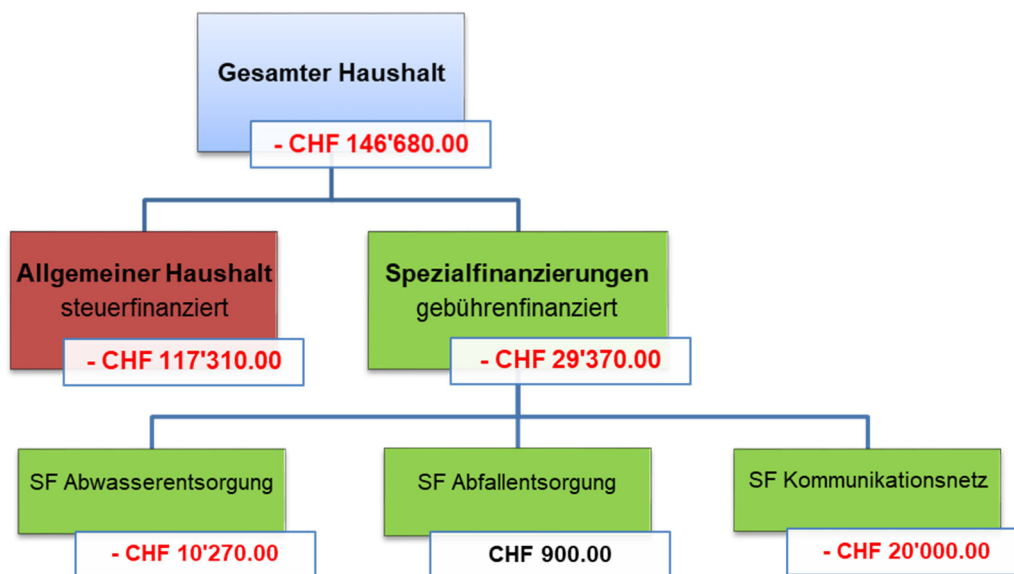 Gesamter Haushalt
- CHF 146'680.00
Allgemeiner Haushalt
steuerfinanziert
- CHF 117'310.00
Spezialfinanzierungen
gebührenfinanziert
- CHF 29'370.00
SF Abwasserentsorgung
- CHF 10'270.00
SF Abfallentsorgung
CHF 900.00
SF Kommunikationsnetz
- CHF 20'000.00